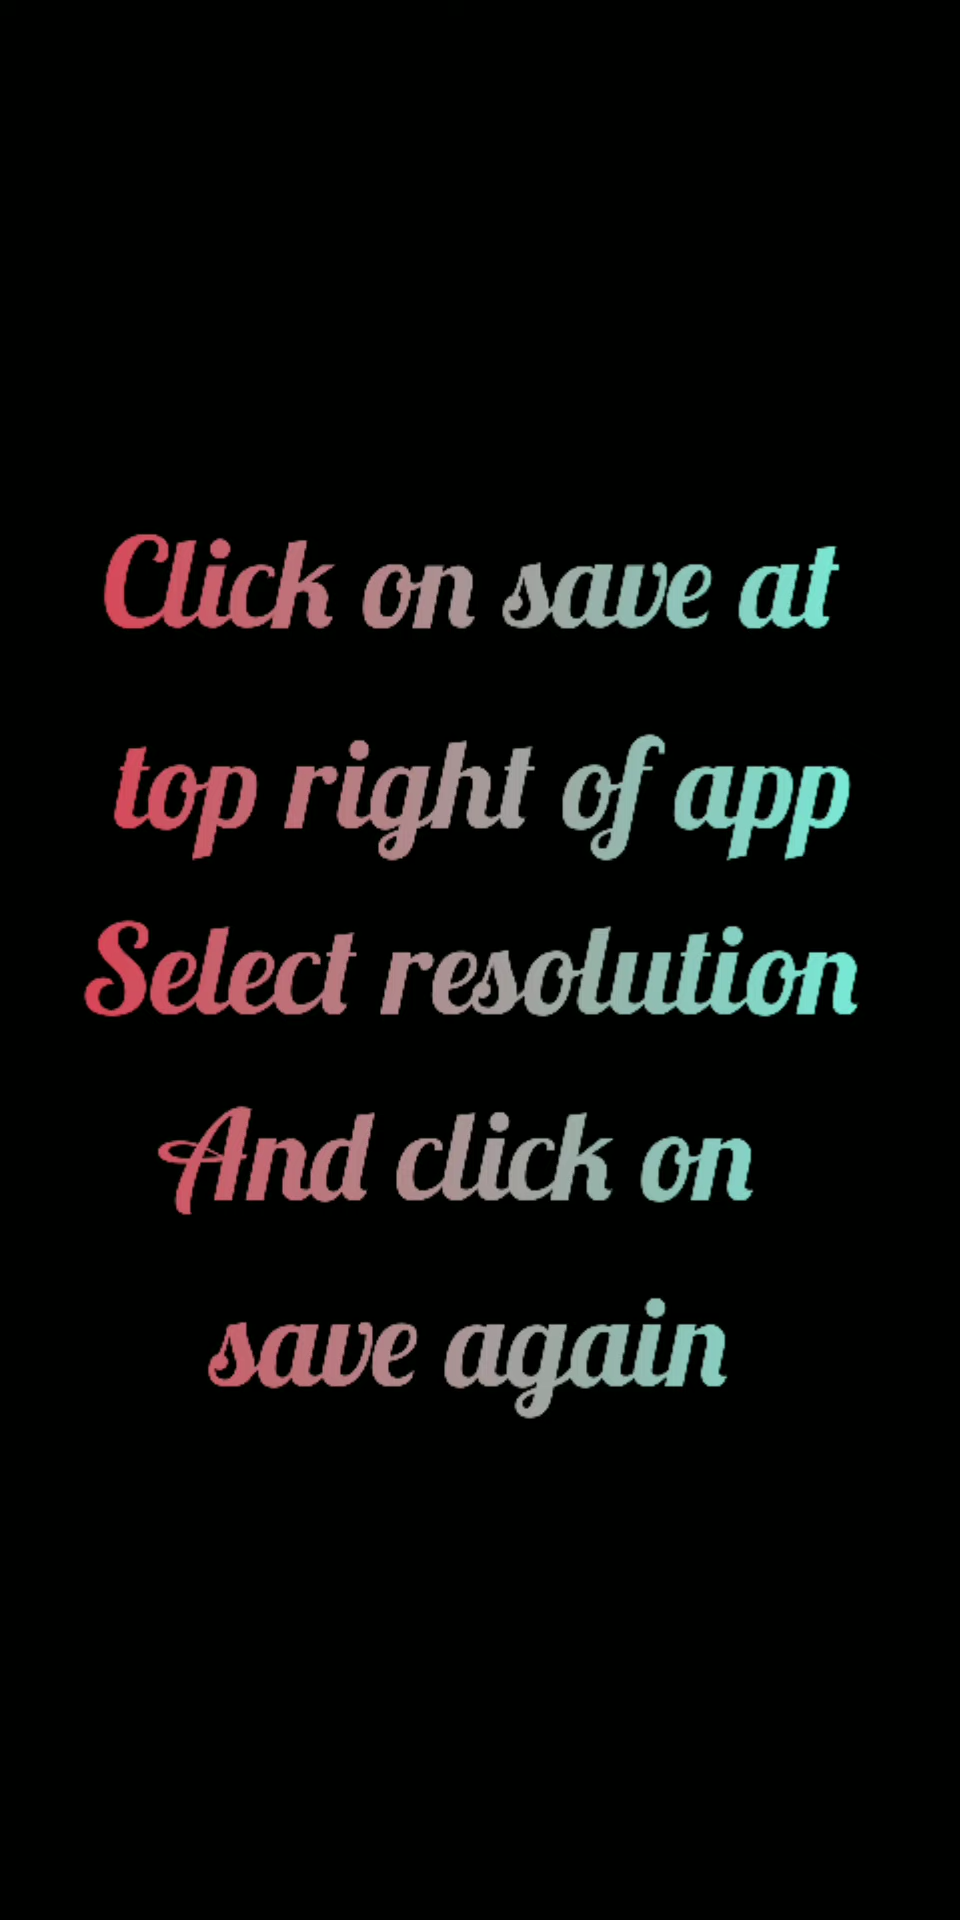 Click on save at
top right of app
Select resolution
And click on
save again